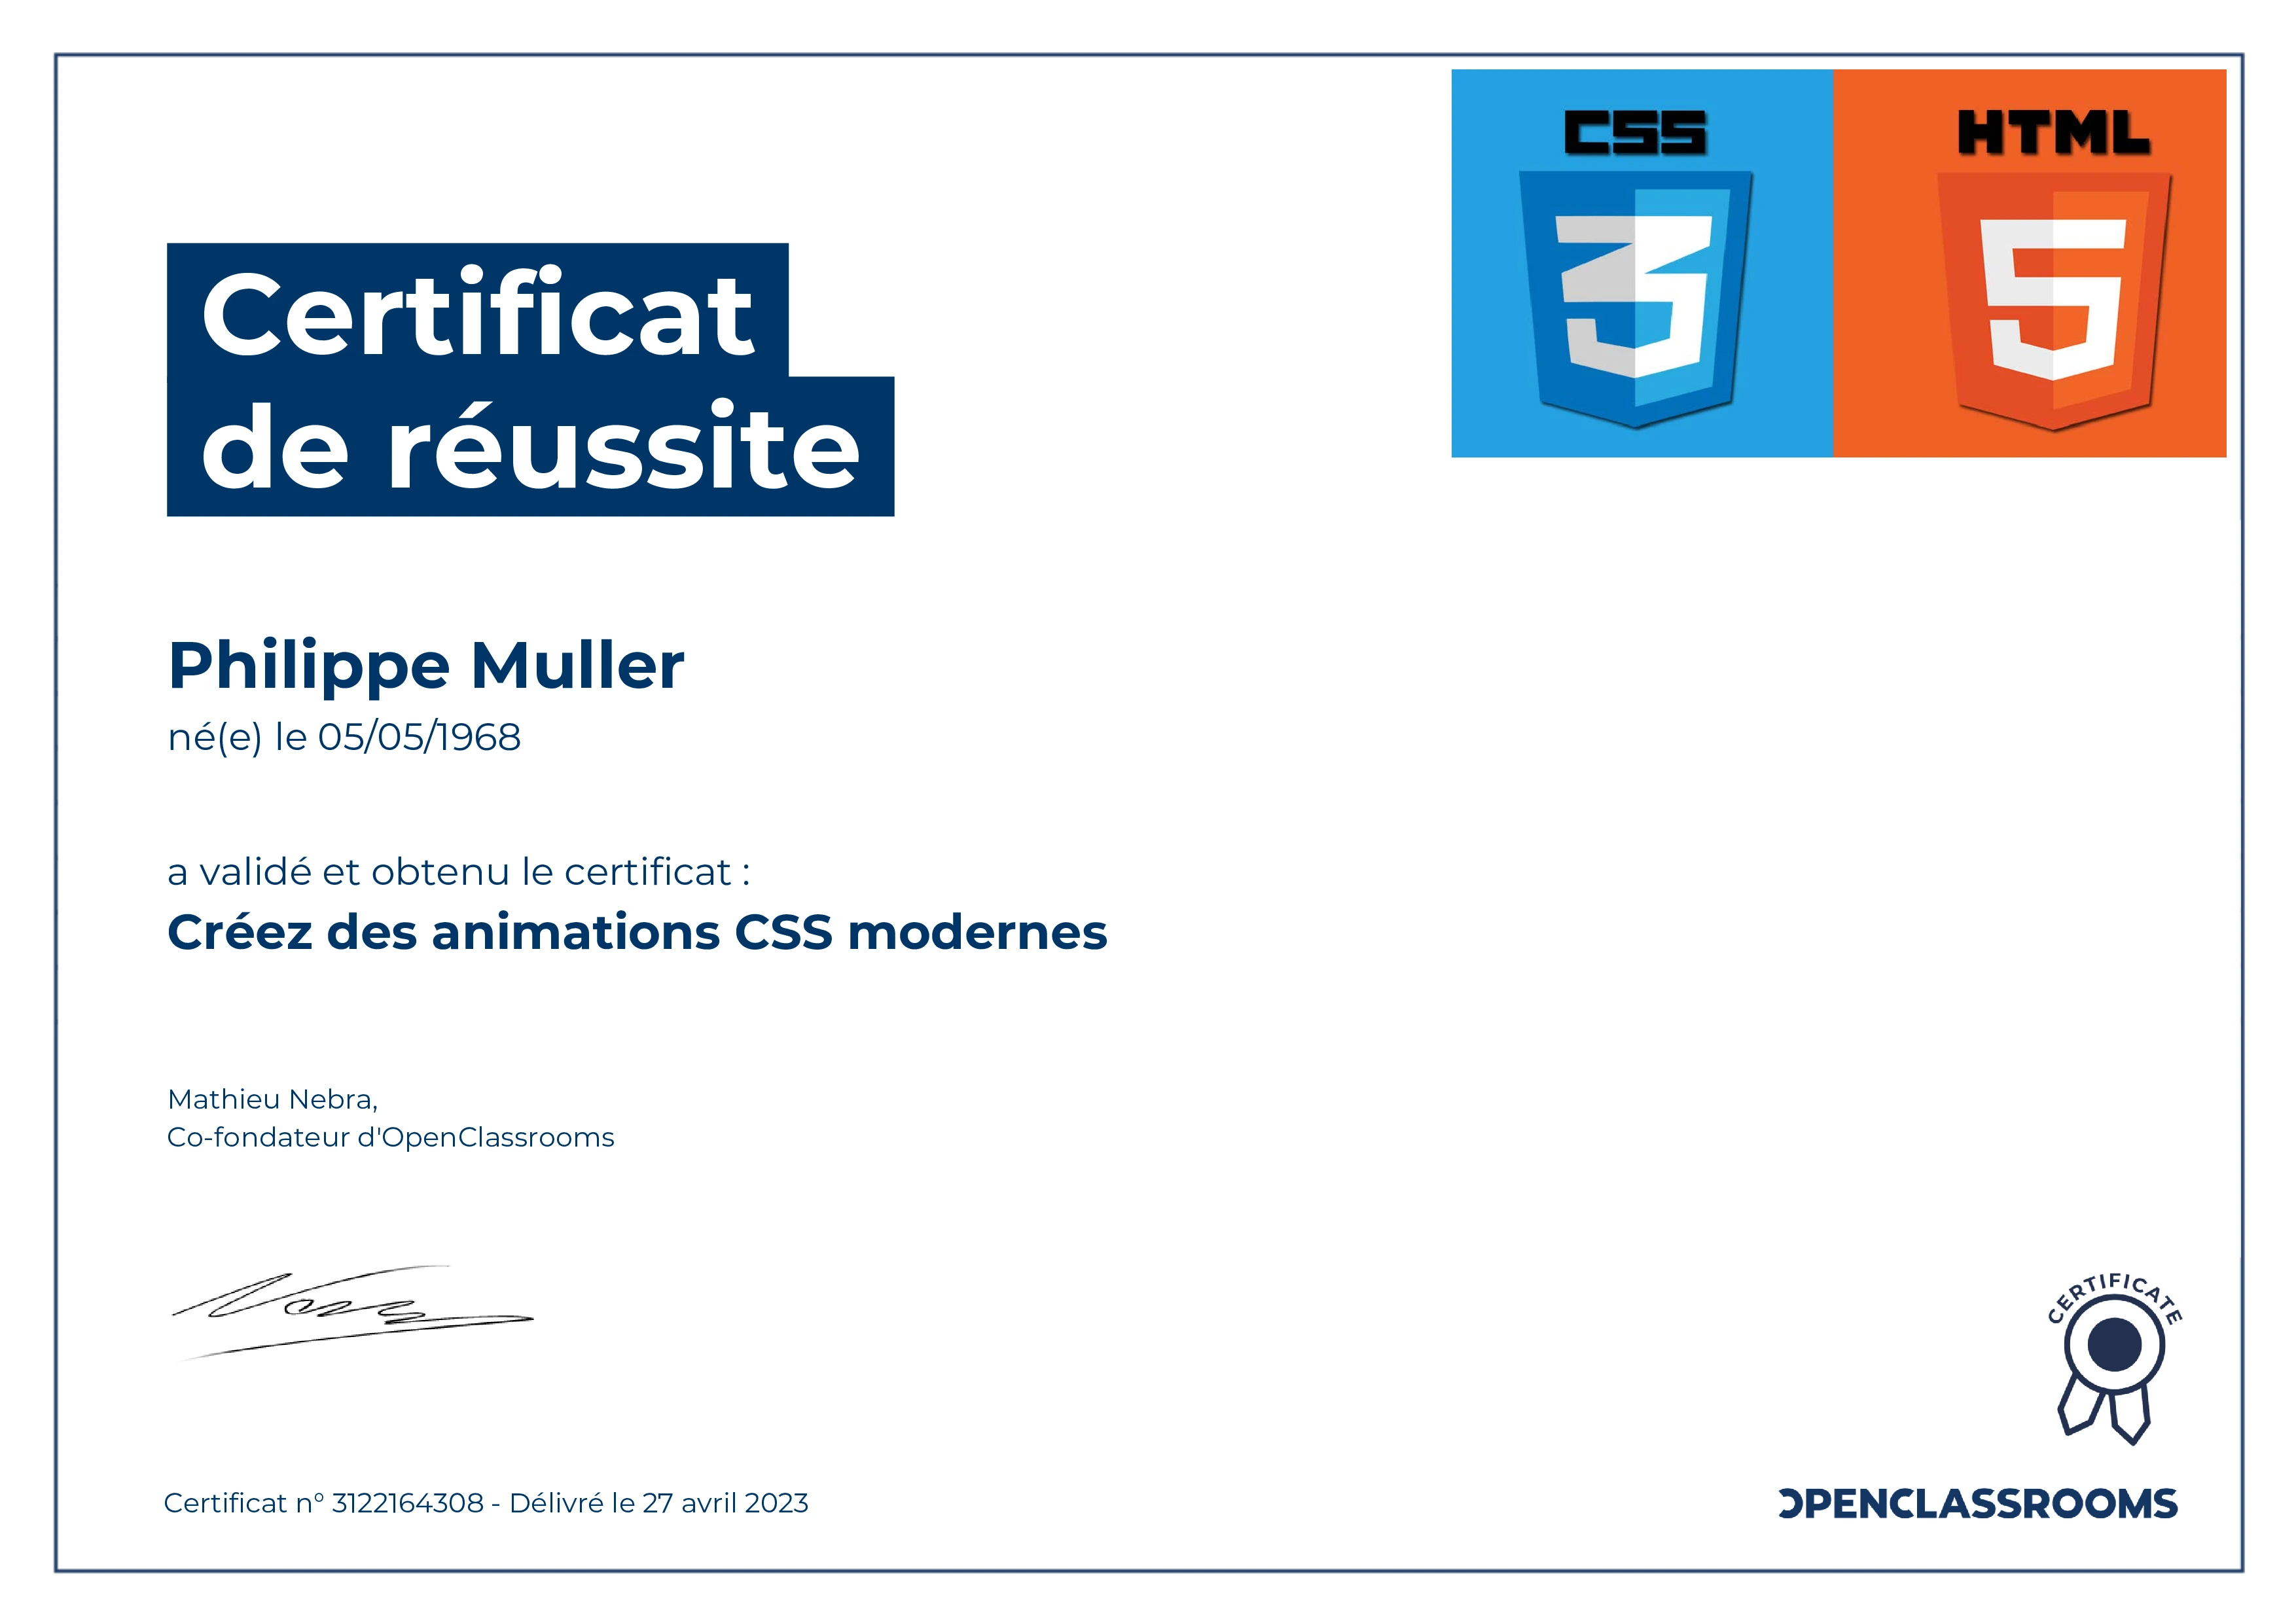 CSS HTML
3 5
Certificat
de réussite
Philippe Muller
né(e) le 05/05/1968
a validé et obtenu le certificat :
Créez des animations CSS modernes
Mathieu Nebra,
Co-fondateur d'OpenClassrooms
CERTIFICATE
Certificat n° 3122164308 - Délivré le 27 avril 2023
OPENCLASSROOMS